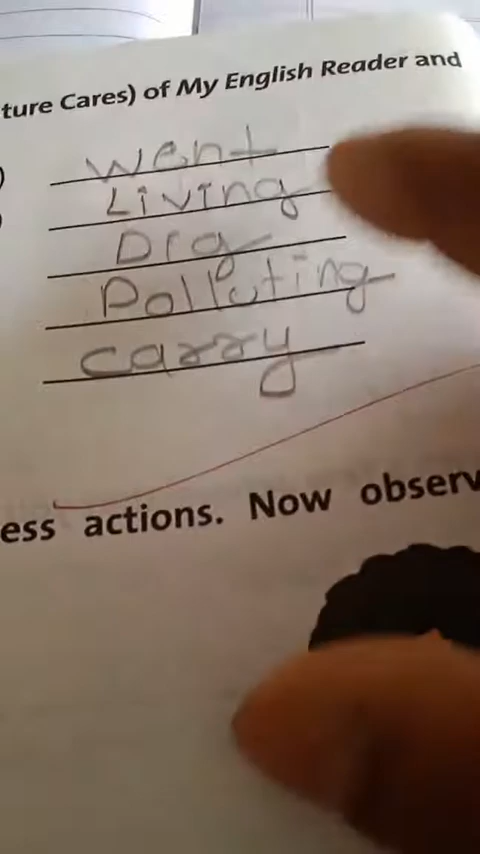 ture Cares) of My English Reader and
Went
Living
Dig
Polluting
carry
ess actions. Now observ